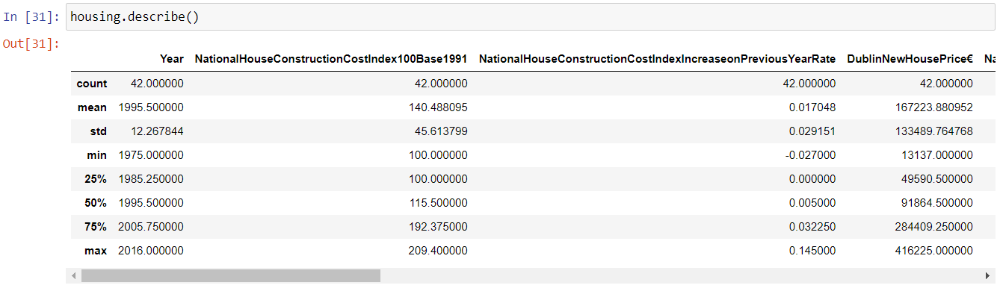 In [31]: housing.describe()
Out[31]:
Year NationalHouseConstructionCostIndex100Base1991 NationalHouseConstructionCostIndexIncreaseonPreviousYearRate DublinNewHousePrice€ Na
count 42.000000 42.000000 42.000000 42.000000
mean 1995.500000 140.488095 0.017048 167223.880952
std 12.267844 45.613799 0.029151 133489.764768
min 1975.000000 100.000000 -0.027000 13137.000000
25% 1985.250000 100.000000 0.000000 49590.500000
50% 1995.500000 115.500000 0.005000 91864.500000
75% 2005.750000 192.375000 0.032250 284409.250000
max 2016.000000 209.400000 0.145000 416225.000000